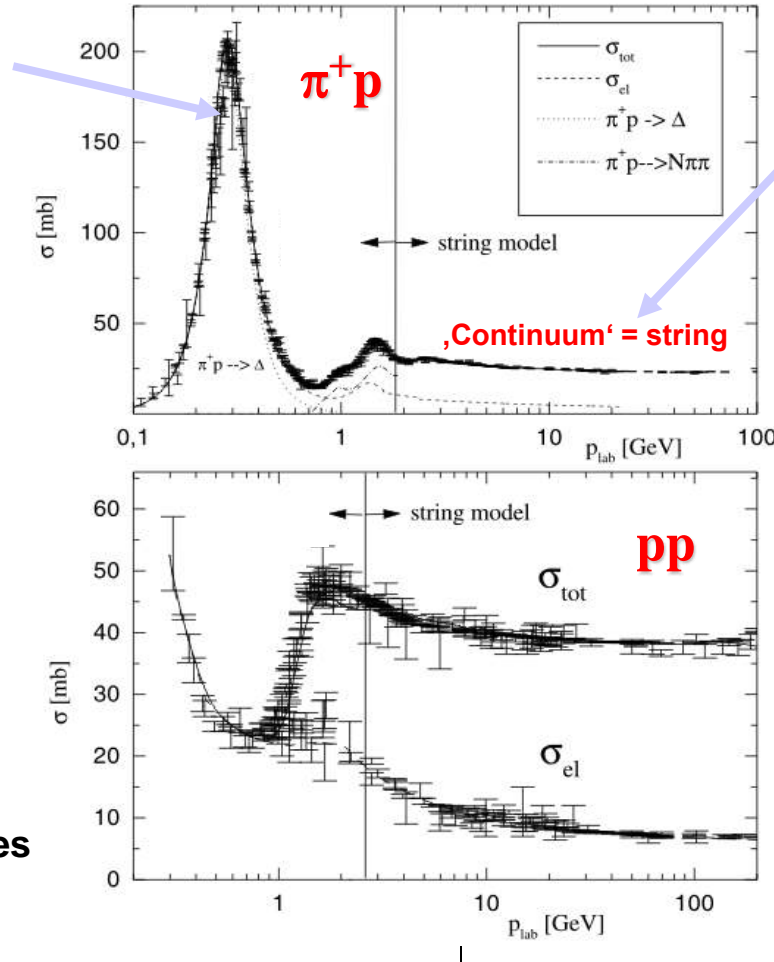 200
150
100
50
σ [mb]
π⁺p
σ_tot
σ_el
π⁺p -> Δ
π⁺p-->Nππ
string model
‚Continuum‘ = string
π⁺p --> Δ
0,1
1
10
100
p_lab [GeV]
60
50
40
30
20
10
0
σ [mb]
string model
pp
σ_tot
σ_el
1
10
100
p_lab [GeV]
es